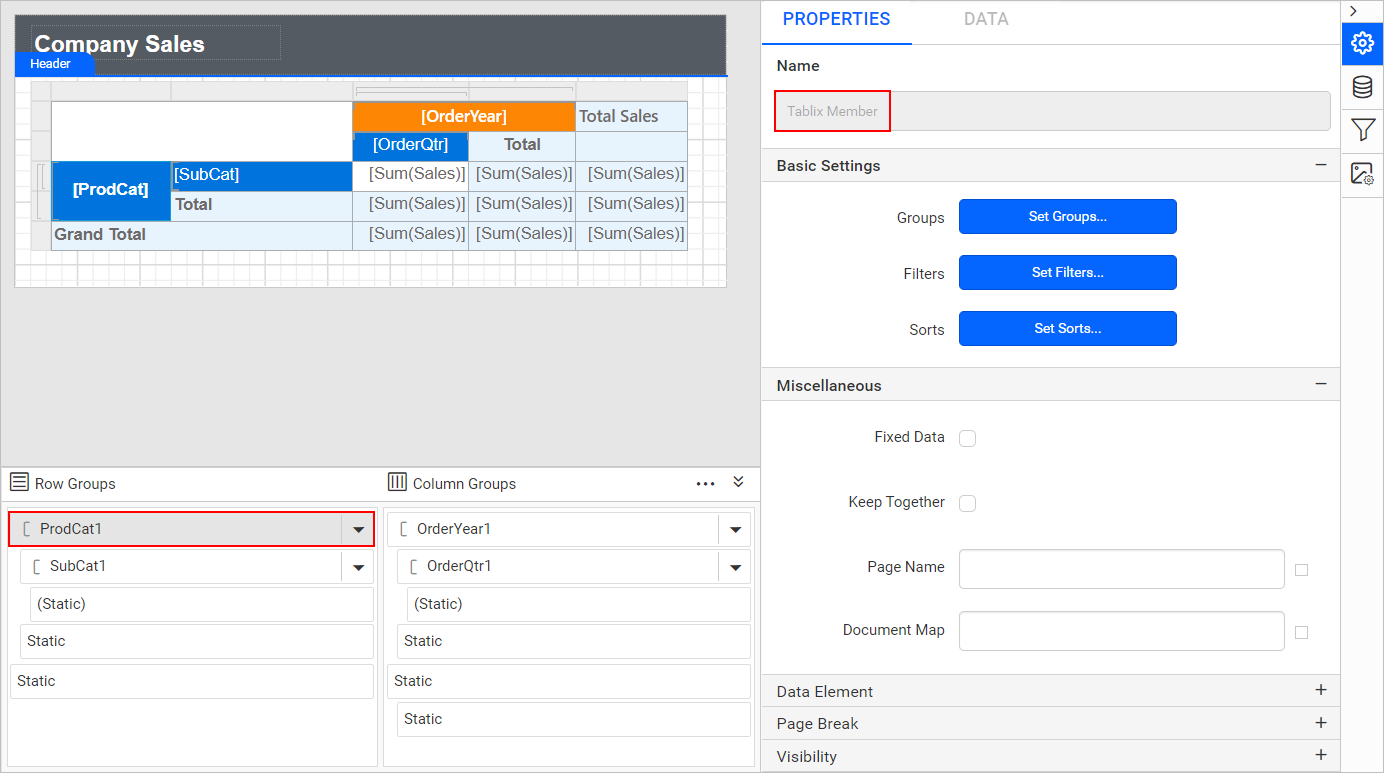 Company Sales
Header
[OrderYear] Total Sales
[OrderQtr] Total
[ProdCat] [SubCat] [Sum(Sales)] [Sum(Sales)] [Sum(Sales)]
Total [Sum(Sales)] [Sum(Sales)] [Sum(Sales)]
Grand Total [Sum(Sales)] [Sum(Sales)] [Sum(Sales)]
Row Groups
ProdCat1
SubCat1
(Static)
Static
Static
Column Groups
OrderYear1
OrderQtr1
(Static)
Static
Static
Static
PROPERTIES DATA
Name
Tablix Member
Basic Settings
Groups Set Groups...
Filters Set Filters...
Sorts Set Sorts...
Miscellaneous
Fixed Data
Keep Together
Page Name
Document Map
Data Element
Page Break
Visibility